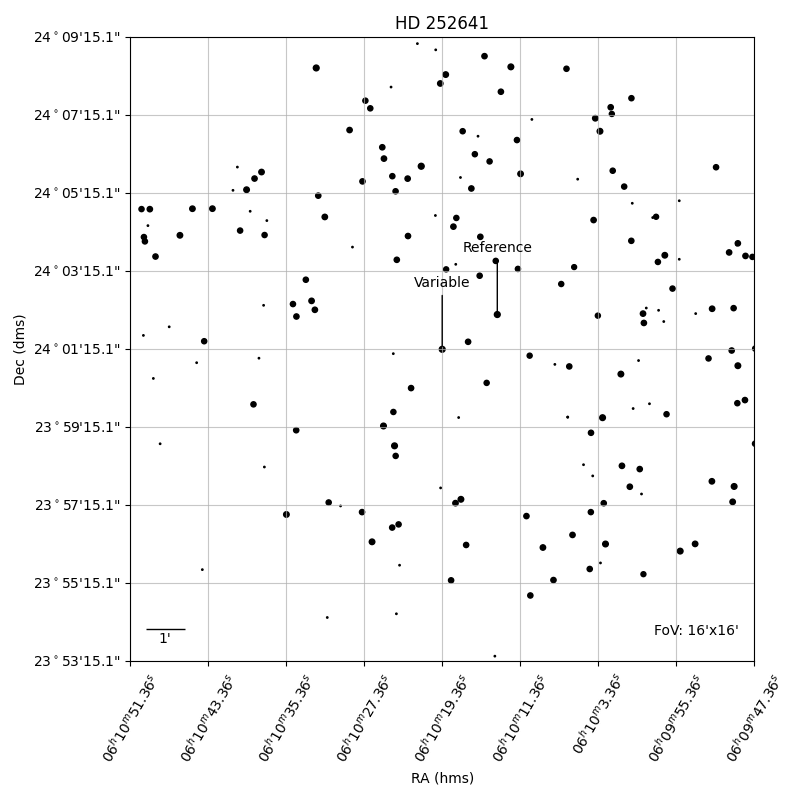 HD 252641
24°09'15.1"
24°07'15.1"
24°05'15.1"
24°03'15.1"
24°01'15.1"
23°59'15.1"
23°57'15.1"
23°55'15.1"
23°53'15.1"
Dec (dms)
Reference
Variable
1'
FoV: 16'x16'
06ʰ10ᵐ51.36ˢ
06ʰ10ᵐ43.36ˢ
06ʰ10ᵐ35.36ˢ
06ʰ10ᵐ27.36ˢ
06ʰ10ᵐ19.36ˢ
06ʰ10ᵐ11.36ˢ
06ʰ10ᵐ3.36ˢ
06ʰ09ᵐ55.36ˢ
06ʰ09ᵐ47.36ˢ
RA (hms)